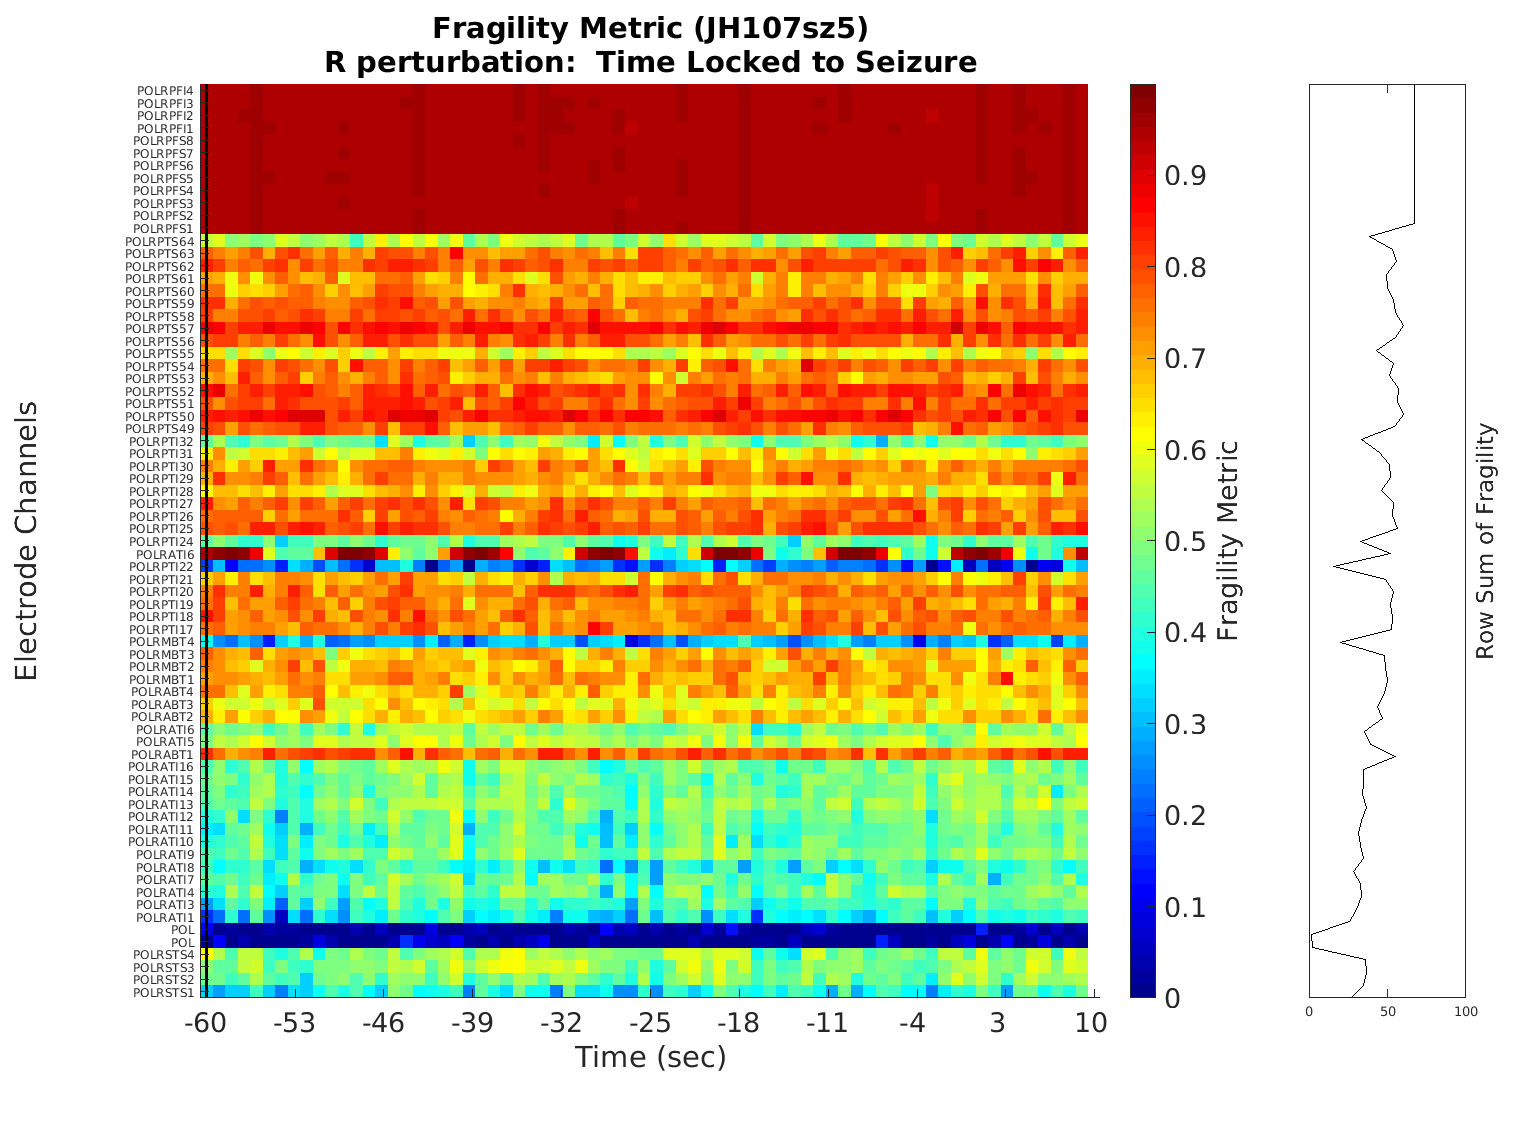 Fragility Metric (JH107sz5)
R perturbation:  Time Locked to Seizure
Electrode Channels
POLRPFI4
POLRPFI3
POLRPFI2
POLRPFI1
POLRPFS8
POLRPFS7
POLRPFS6
POLRPFS5
POLRPFS4
POLRPFS3
POLRPFS2
POLRPFS1
POLRPTS64
POLRPTS63
POLRPTS62
POLRPTS61
POLRPTS60
POLRPTS59
POLRPTS58
POLRPTS57
POLRPTS56
POLRPTS55
POLRPTS54
POLRPTS53
POLRPTS52
POLRPTS51
POLRPTS50
POLRPTS49
POLRPTI32
POLRPTI31
POLRPTI30
POLRPTI29
POLRPTI28
POLRPTI27
POLRPTI26
POLRPTI25
POLRPTI24
POLRATI6
POLRPTI22
POLRPTI21
POLRPTI20
POLRPTI19
POLRPTI18
POLRPTI17
POLRMBT4
POLRMBT3
POLRMBT2
POLRMBT1
POLRABT4
POLRABT3
POLRABT2
POLRATI6
POLRATI5
POLRABT1
POLRATI16
POLRATI15
POLRATI14
POLRATI13
POLRATI12
POLRATI11
POLRATI10
POLRATI9
POLRATI8
POLRATI7
POLRATI4
POLRATI3
POLRATI1
POL
POL
POLRSTS4
POLRSTS3
POLRSTS2
POLRSTS1
-60 -53 -46 -39 -32 -25 -18 -11 -4 3 10
Time (sec)
0.9
0.8
0.7
0.6
0.5
0.4
0.3
0.2
0.1
0
Fragility Metric
0 50 100
Row Sum of Fragility